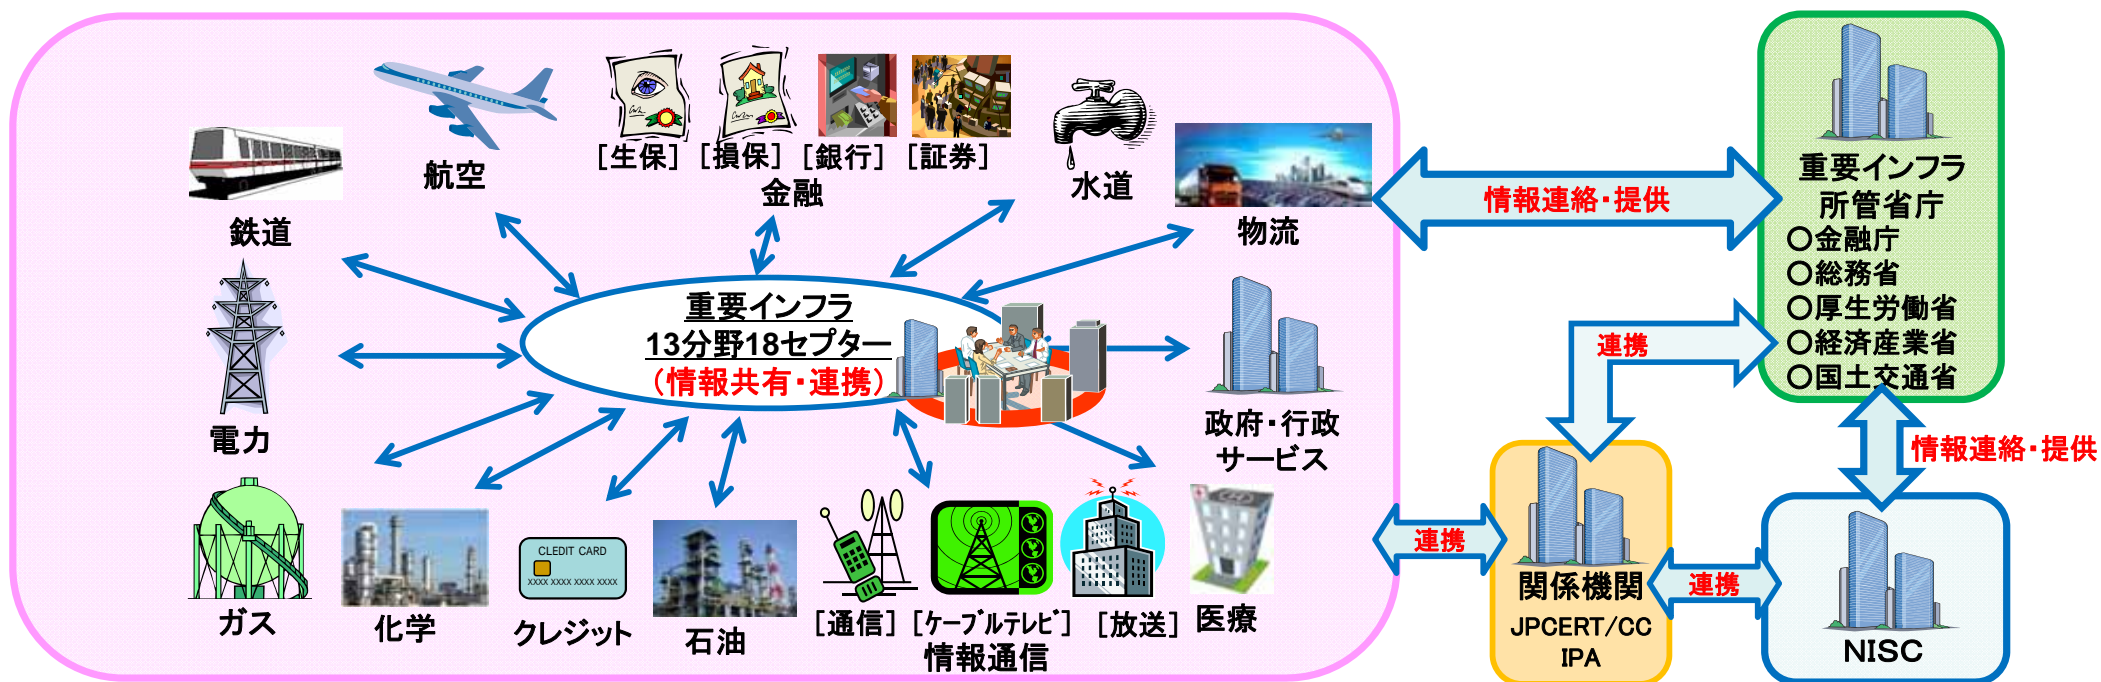 [生保] [損保] [銀行] [証券]
金融
航空
水道
鉄道
物流
重要インフラ
13分野18セプター
(情報共有・連携)
電力
政府・行政
サービス
ガス
化学
CLEDIT CARD
XXXX XXXX XXXX XXXX
クレジット
石油
[通信] [ケーブルテレビ] [放送]
情報通信
医療
情報連絡・提供
重要インフラ
所管省庁
○金融庁
○総務省
○厚生労働省
○経済産業省
○国土交通省
連携
情報連絡・提供
連携
関係機関
JPCERT/CC
IPA
連携
NISC